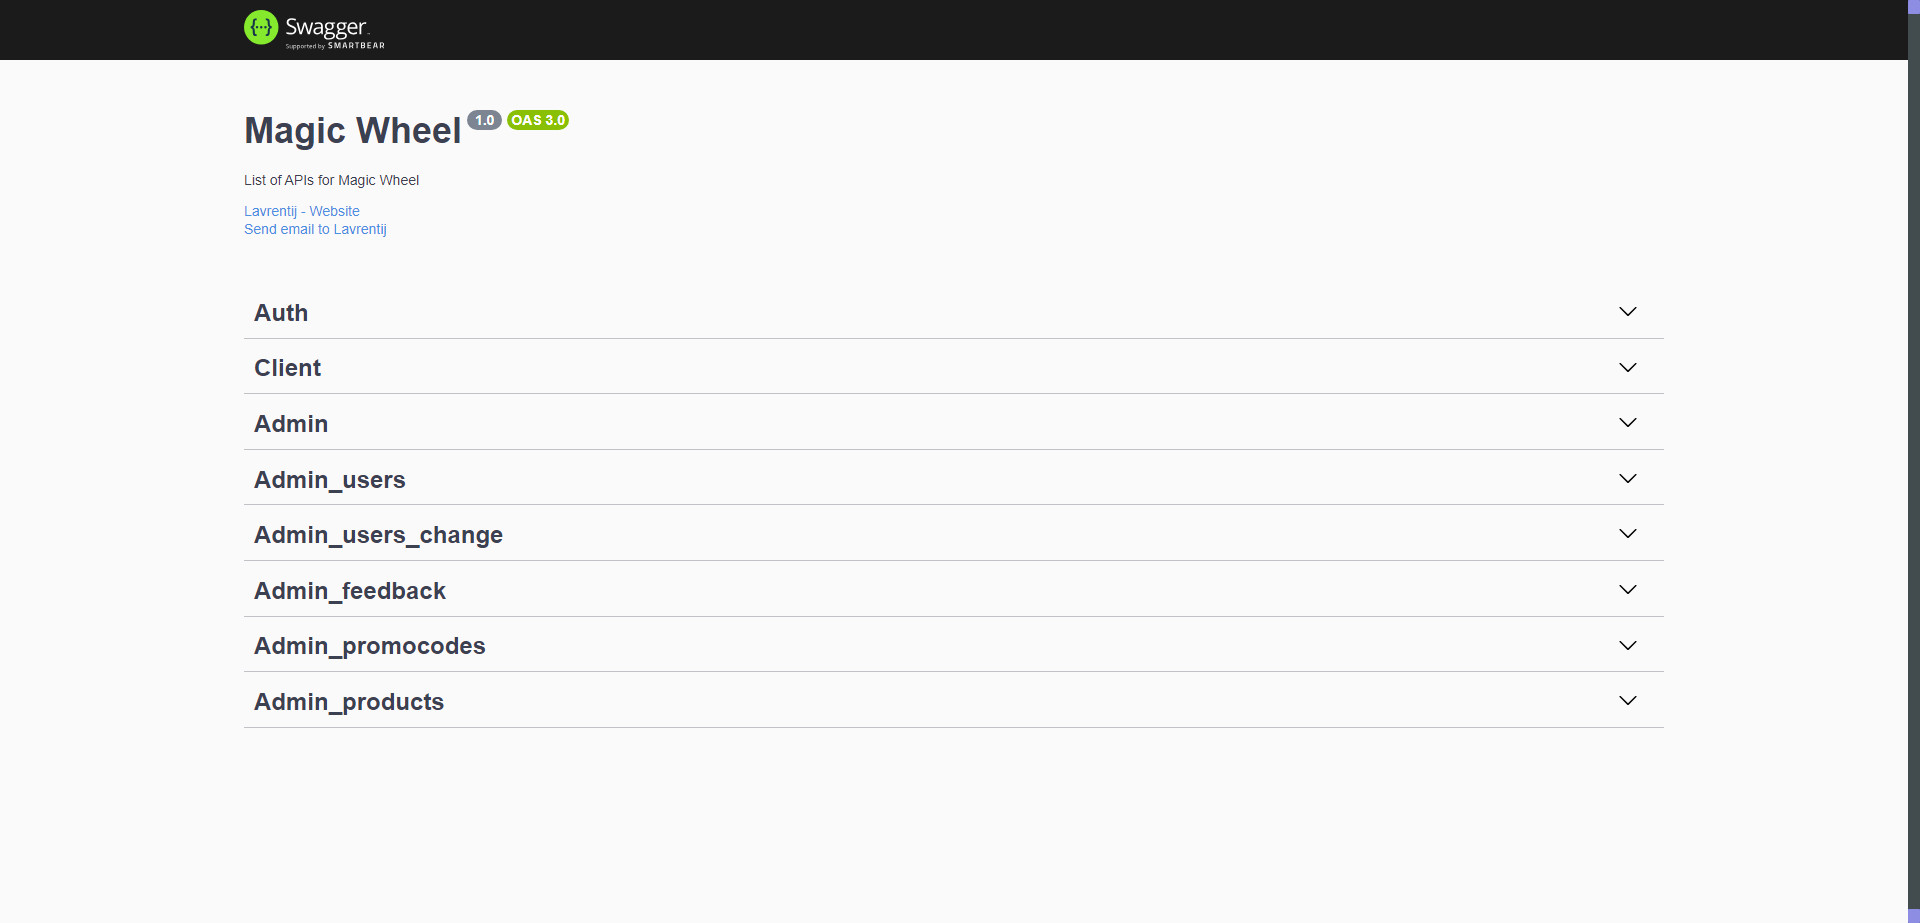 Swagger
Supported by SMARTBEAR
Magic Wheel 1.0 OAS 3.0
List of APIs for Magic Wheel
Lavrentij - Website
Send email to Lavrentij
Auth
Client
Admin
Admin_users
Admin_users_change
Admin_feedback
Admin_promocodes
Admin_products